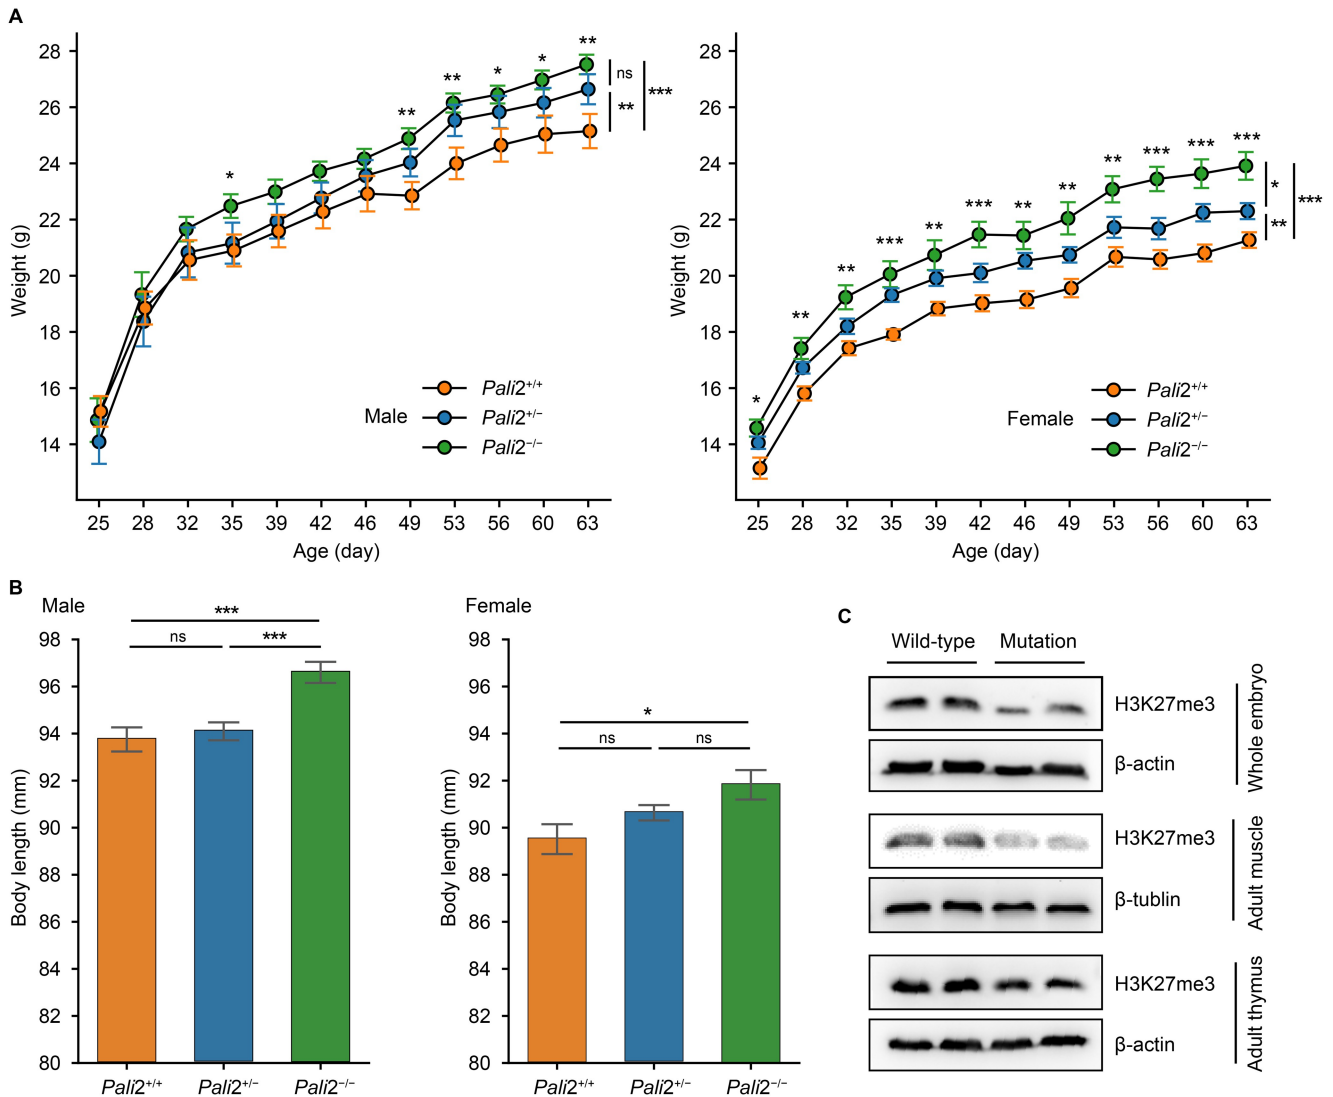 A
28
26
24
22
20
18
16
14
Weight (g)
25 28 32 35 39 42 46 49 53 56 60 63
Age (day)
* ** ** * * **
ns
**
***
Male
Pali2+/+
Pali2+/−
Pali2−/−
28
26
24
22
20
18
16
14
Weight (g)
25 28 32 35 39 42 46 49 53 56 60 63
Age (day)
* ** ** *** ** *** ** ** ** *** *** ***
*
**
***
Female
Pali2+/+
Pali2+/−
Pali2−/−
B
Male
***
ns ***
98
96
94
92
90
88
86
84
82
80
Body length (mm)
Pali2+/+ Pali2+/− Pali2−/−
Female
*
ns ns
98
96
94
92
90
88
86
84
82
80
Body length (mm)
Pali2+/+ Pali2+/− Pali2−/−
C
Wild-type Mutation
H3K27me3
β-actin
Whole embryo
H3K27me3
β-tublin
Adult muscle
H3K27me3
β-actin
Adult thymus